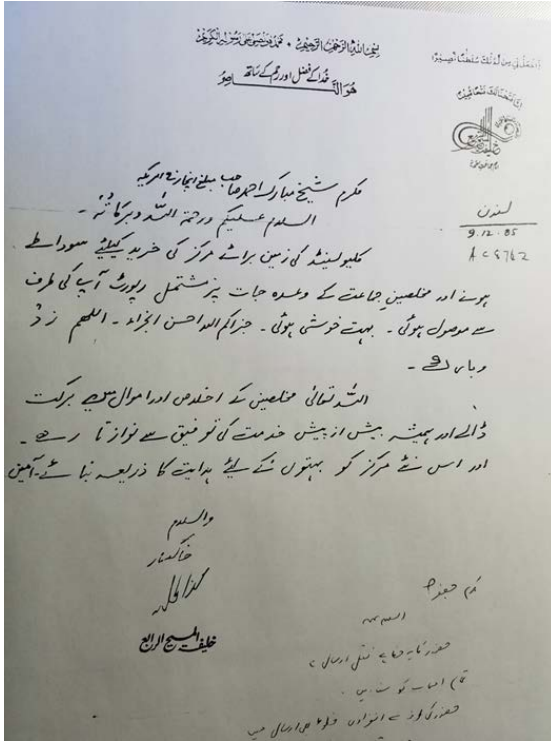 بسم اللہ الرحمن الرحیم • نحمدہ ونصلی علی رسولہ الکریم
خدا کے فضل اور رحم کے ساتھ
ھو الناصر
لندن
9.12.85
مکرم شیخ مبارک احمد صاحب مبلغ انچارج امریکہ
السلام علیکم ورحمۃ اللہ وبرکاتہ ۔
کلیولینڈ کی زمین برائے مرکز کی خرید کیلئے سودا طے
ہونے اور مخلصین جماعت کے وعدہ جات پر مشتمل رپورٹ آپ کی طرف
سے موصول ہوئی ۔ بہت خوشی ہوئی ۔ جزاکم اللہ احسن الجزاء ۔ اللھم زد
وبارک ۔
اللہ تعالیٰ مخلصین کے اخلاص اور اموال میں برکت
ڈالے اور ہمیشہ بیش از پیش خدمت کی توفیق سے نوازتا رہے ۔
اور اس نئے مرکز کو بہتوں کے لیئے ہدایت کا ذریعہ بنائے ۔ آمین
والسلام
خاکسار
خلیفۃ المسیح الرابع